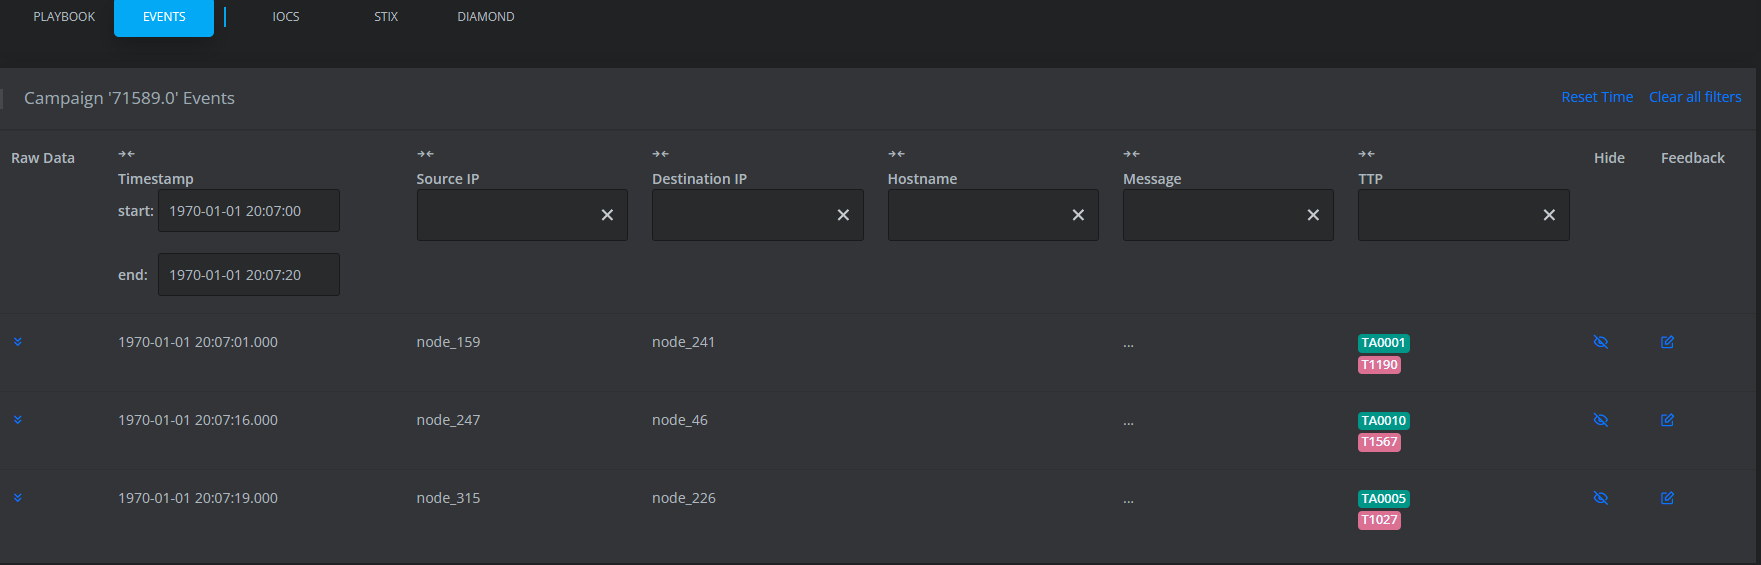 PLAYBOOK EVENTS IOCS STIX DIAMOND
Campaign '71589.0' Events Reset Time Clear all filters
Raw Data Timestamp Source IP Destination IP Hostname Message TTP Hide Feedback
start: 1970-01-01 20:07:00
end: 1970-01-01 20:07:20
1970-01-01 20:07:01.000 node_159 node_241 ... TA0001
T1190
1970-01-01 20:07:16.000 node_247 node_46 ... TA0010
T1567
1970-01-01 20:07:19.000 node_315 node_226 ... TA0005
T1027